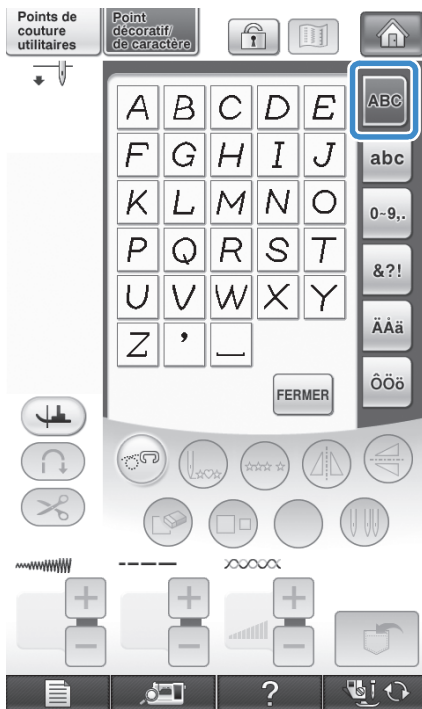 Points de
couture
utilitaires
Point
décoratif/
de caractère
A B C D E
F G H I J
K L M N O
P Q R S T
U V W X Y
Z ’ _
ABC
abc
0~9,.
&?!
ÄÅä
ÔÖö
FERMER
?